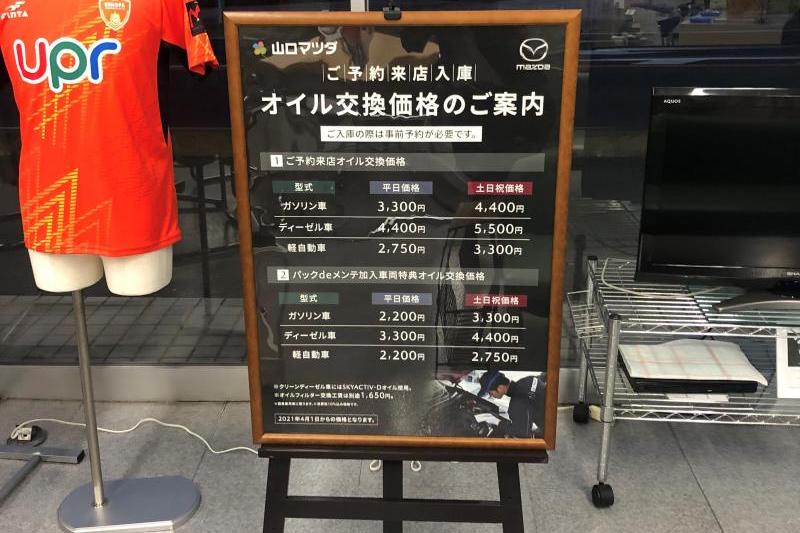 FINTA
RENOFA
upr
山口マツダ
mazda
ご予約来店入庫
オイル交換価格のご案内
ご入庫の際は事前予約が必要です。
1 ご予約来店オイル交換価格
型式 平日価格 土日祝価格
ガソリン車 3,300円 4,400円
ディーゼル車 4,400円 5,500円
軽自動車 2,750円 3,300円
2 パックdeメンテ加入車両特典オイル交換価格
型式 平日価格 土日祝価格
ガソリン車 2,200円 3,300円
ディーゼル車 3,300円 4,400円
軽自動車 2,200円 2,750円
※クリーンディーゼル車にはSKYACTIV-Dオイル使用。
※オイルフィルター交換工賃は別途1,650円。
2021年4月1日からの価格となります。
AQUOS
SHARP